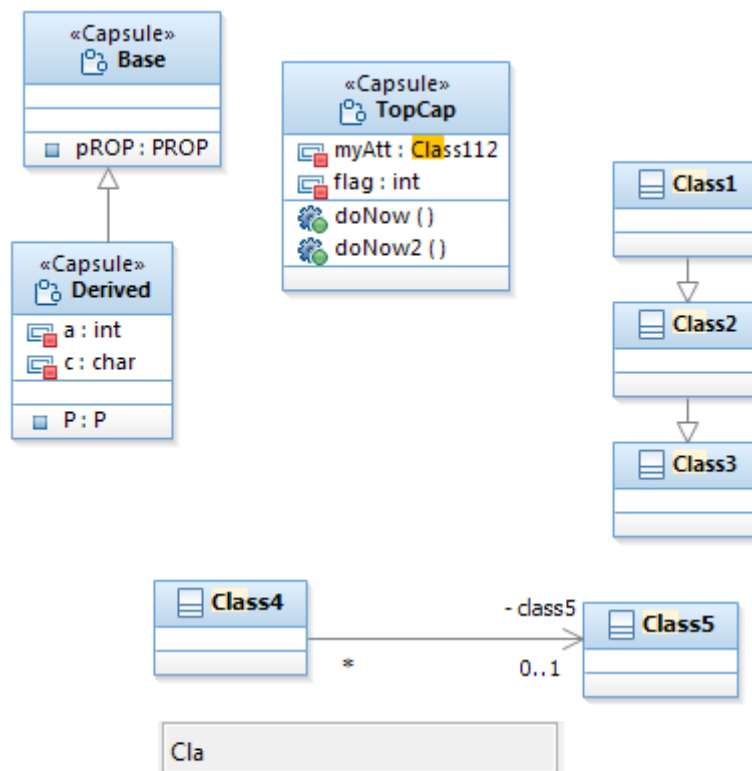 «Capsule»
Base
pROP : PROP
«Capsule»
Derived
a : int
c : char
P : P
«Capsule»
TopCap
myAtt : Class112
flag : int
doNow ( )
doNow2 ( )
Class1
Class2
Class3
Class4
- class5
*
0..1
Class5
Cla